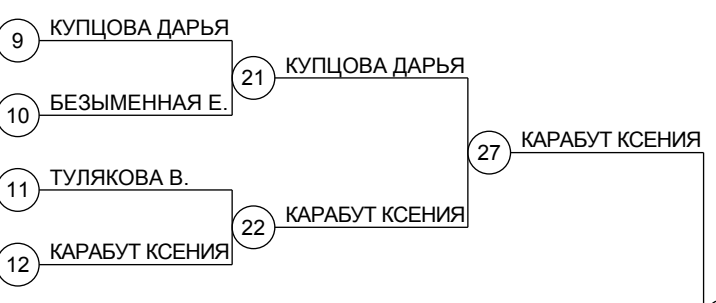 9 КУПЦОВА ДАРЬЯ
21 КУПЦОВА ДАРЬЯ
10 БЕЗЫМЕННАЯ Е.
27 КАРАБУТ КСЕНИЯ
11 ТУЛЯКОВА В.
22 КАРАБУТ КСЕНИЯ
12 КАРАБУТ КСЕНИЯ